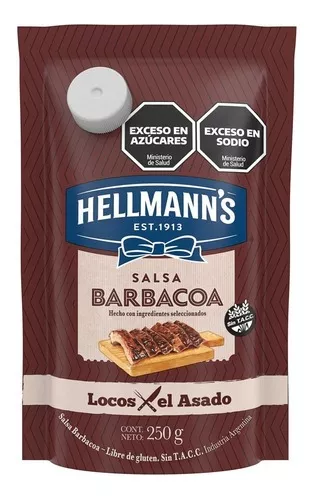 EXCESO EN
AZÚCARES
Ministerio
de Salud
EXCESO EN
SODIO
Ministerio
de Salud
HELLMANN'S
EST. 1913
SALSA
BARBACOA
Hecho con ingredientes seleccionados
Sin T.A.C.C.
Locos X el Asado
CONT.
NETO: 250 g
Salsa Barbacoa - Libre de gluten. Sin T.A.C.C. Industria Argentina